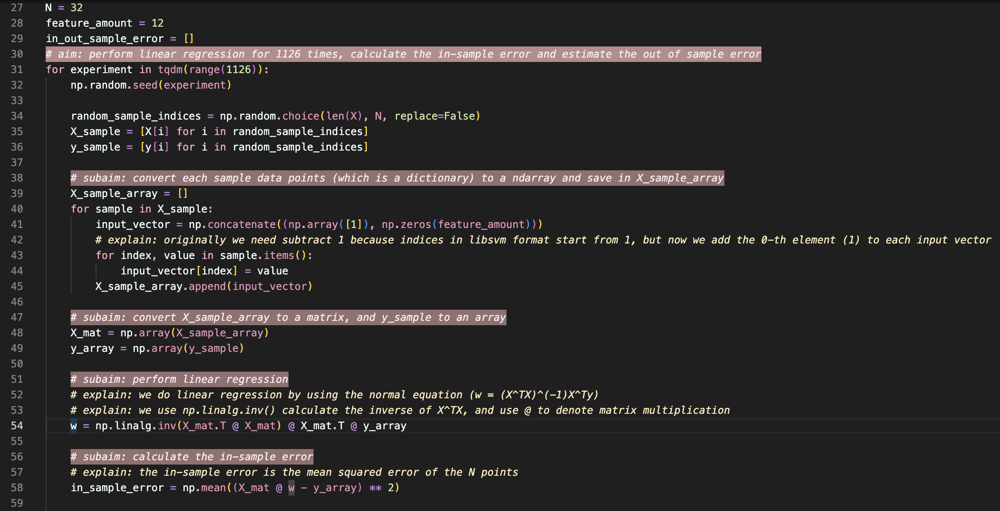 27 N = 32
28 feature_amount = 12
29 in_out_sample_error = []
30 # aim: perform linear regression for 1126 times, calculate the in-sample error and estimate the out of sample error
31 for experiment in tqdm(range(1126)):
32 np.random.seed(experiment)
33
34 random_sample_indices = np.random.choice(len(X), N, replace=False)
35 X_sample = [X[i] for i in random_sample_indices]
36 y_sample = [y[i] for i in random_sample_indices]
37
38 # subaim: convert each sample data points (which is a dictionary) to a ndarray and save in X_sample_array
39 X_sample_array = []
40 for sample in X_sample:
41 input_vector = np.concatenate((np.array([1]), np.zeros(feature_amount)))
42 # explain: originally we need subtract 1 because indices in libsvm format start from 1, but now we add the 0-th element (1) to each input vector
43 for index, value in sample.items():
44 input_vector[index] = value
45 X_sample_array.append(input_vector)
46
47 # subaim: convert X_sample_array to a matrix, and y_sample to an array
48 X_mat = np.array(X_sample_array)
49 y_array = np.array(y_sample)
50
51 # subaim: perform linear regression
52 # explain: we do linear regression by using the normal equation (w = (X^TX)^(-1)X^Ty)
53 # explain: we use np.linalg.inv() calculate the inverse of X^TX, and use @ to denote matrix multiplication
54 w = np.linalg.inv(X_mat.T @ X_mat) @ X_mat.T @ y_array
55
56 # subaim: calculate the in-sample error
57 # explain: the in-sample error is the mean squared error of the N points
58 in_sample_error = np.mean((X_mat @ w - y_array) ** 2)
59